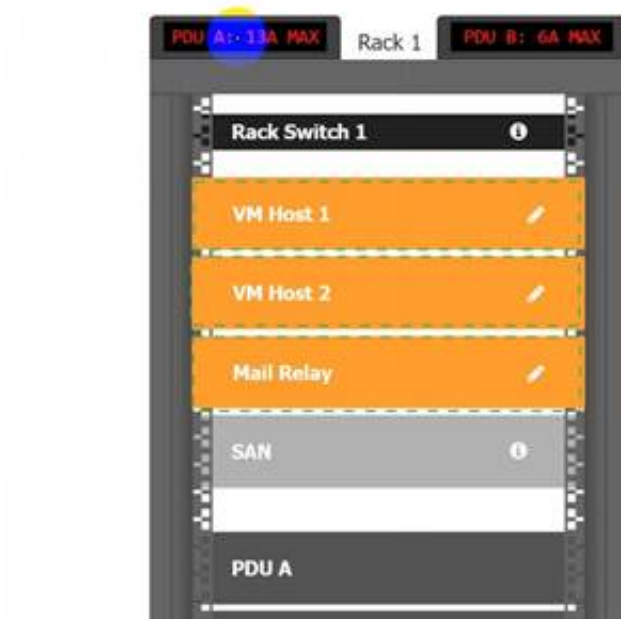 PDU A: 13A MAX
Rack 1
PDU B: 6A MAX
Rack Switch 1
VM Host 1
VM Host 2
Mail Relay
SAN
PDU A